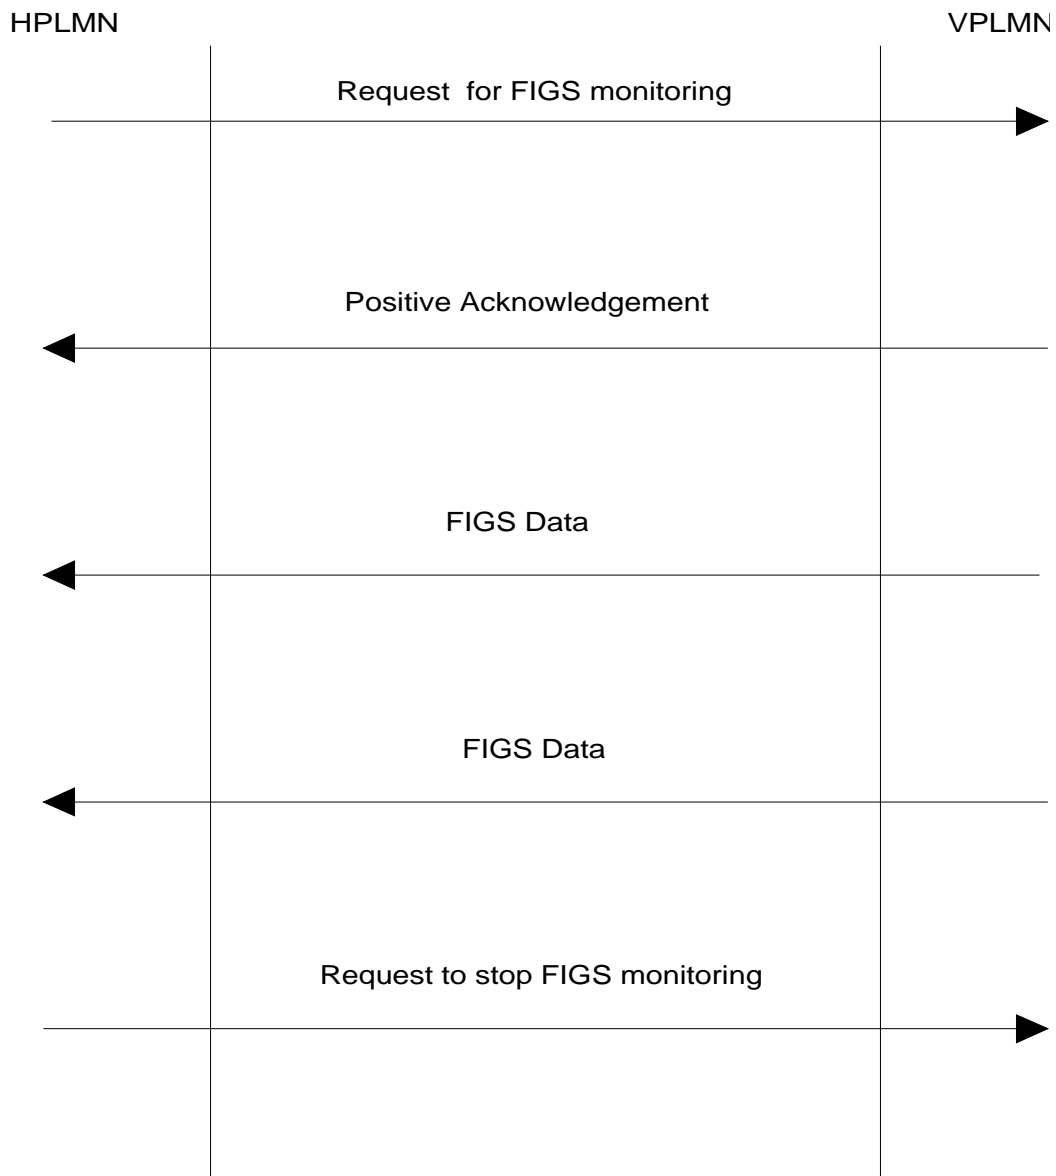 HPLMN
VPLMN
Request for FIGS monitoring
Positive Acknowledgement
FIGS Data
FIGS Data
Request to stop FIGS monitoring